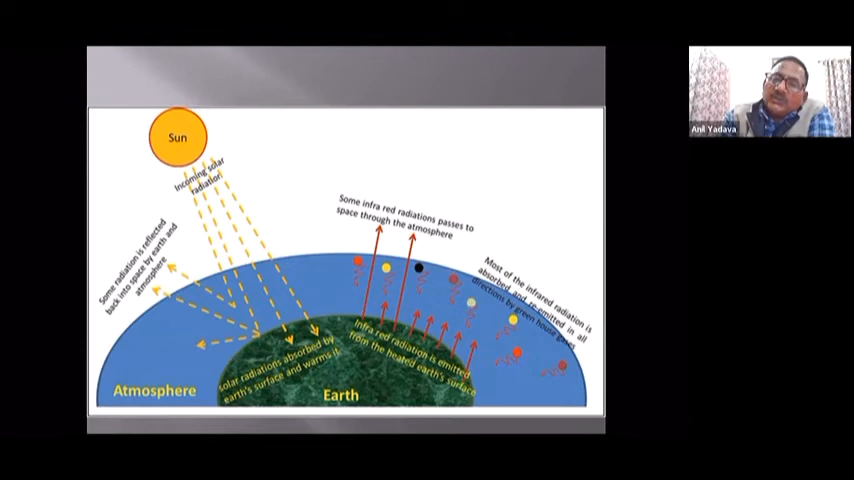 Sun
Incoming solar
radiation
Some radiation is reflected
back into space by earth and
atmosphere
Some infra red radiations passes to
space through the atmosphere
Most of the infrared radiation is
absorbed and re-emitted in all
directions by green house gases
solar radiations absorbed by
earth's surface and warms it
Infra red radiation is emitted
from the heated earth's surface
Atmosphere
Earth
Anil Yadava